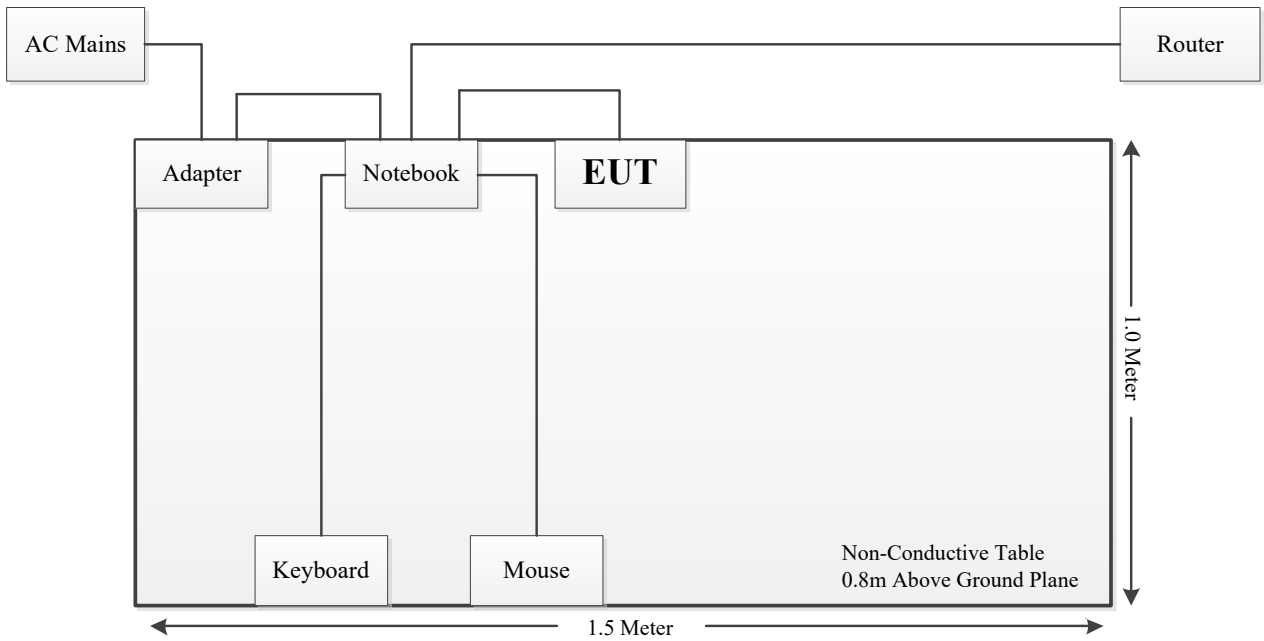 AC Mains
Router
Adapter
Notebook
EUT
1.0 Meter
Keyboard
Mouse
Non-Conductive Table
0.8m Above Ground Plane
1.5 Meter